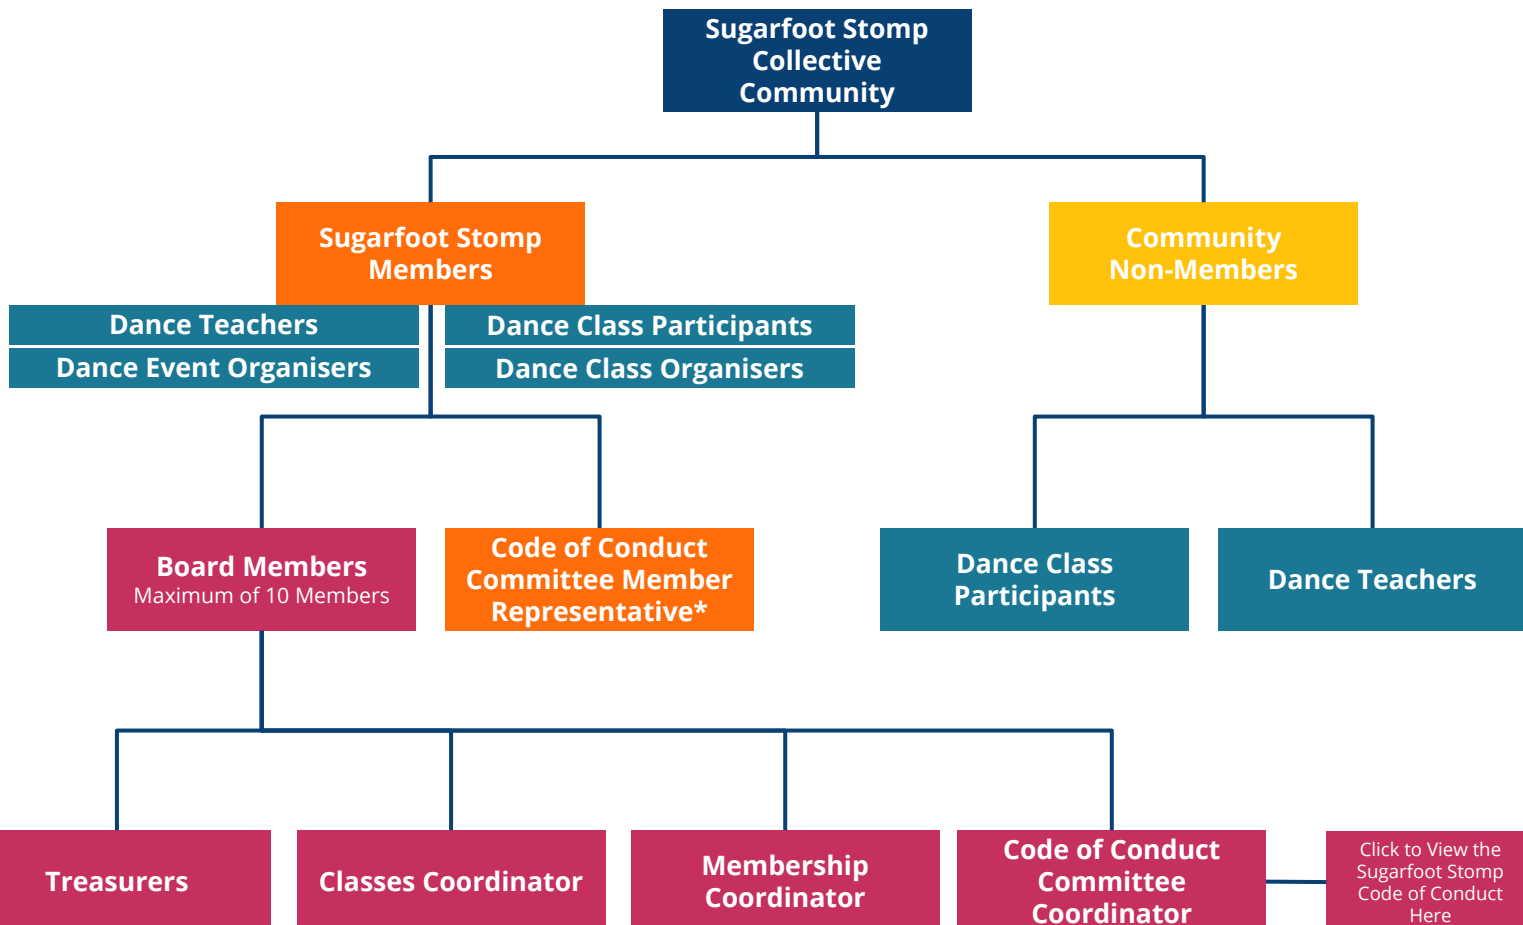 Sugarfoot Stomp
Collective
Community
Sugarfoot Stomp
Members
Community
Non-Members
Dance Teachers
Dance Class Participants
Dance Event Organisers
Dance Class Organisers
Board Members
Maximum of 10 Members
Code of Conduct
Committee Member
Representative*
Dance Class
Participants
Dance Teachers
Treasurers
Classes Coordinator
Membership
Coordinator
Code of Conduct
Committee
Coordinator
Click to View the
Sugarfoot Stomp
Code of Conduct
Here